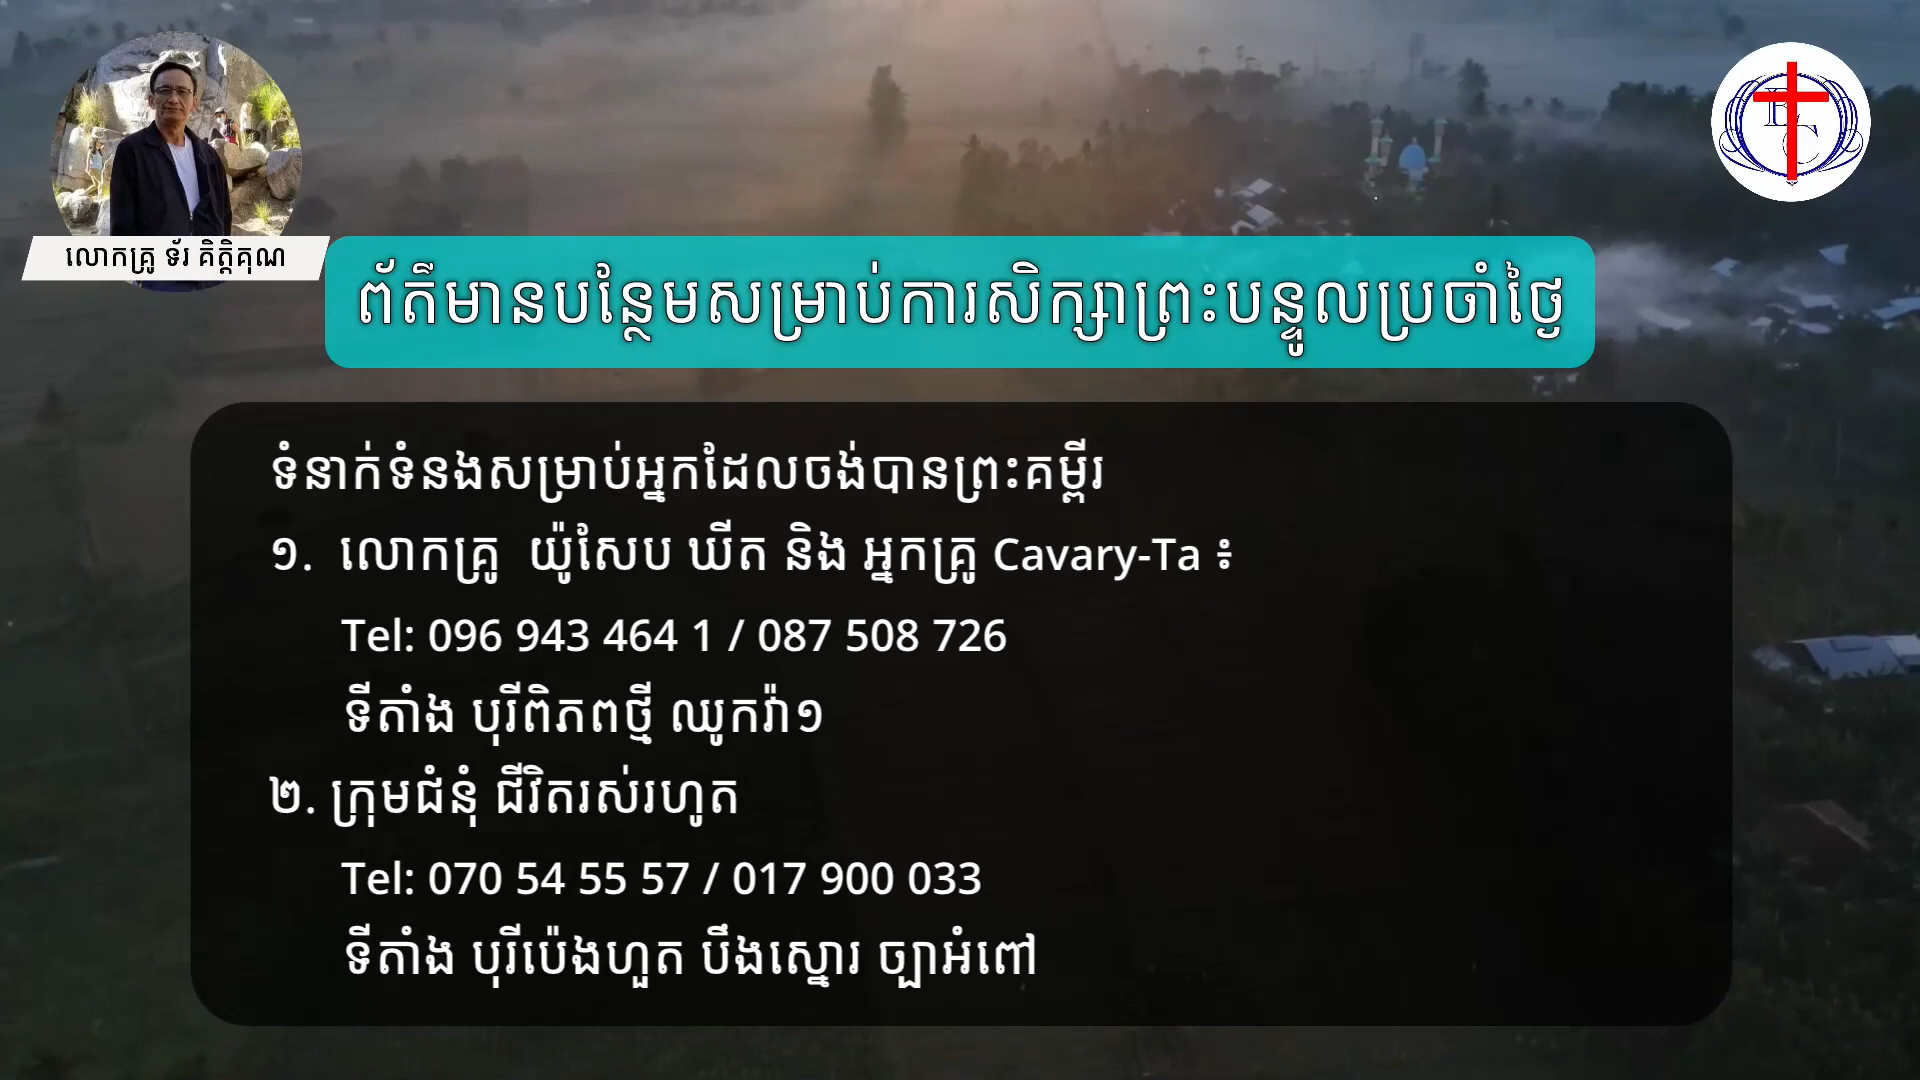 លោកគ្រូ ទ័រ គិត្តិគុណ
E C
ព័ត៌មានបន្ថែមសម្រាប់ការសិក្សាព្រះបន្ទូលប្រចាំថ្ងៃ
ទំនាក់ទំនងសម្រាប់អ្នកដែលចង់បានព្រះគម្ពីរ
១. លោកគ្រូ យ៉ូសែប ឃីត និង អ្នកគ្រូ Cavary-Ta ៖
Tel: 096 943 464 1 / 087 508 726
ទីតាំង បុរីពិភពថ្មី ឈូកវ៉ា១
២. ក្រុមជំនុំ ជីវិតរស់រហូត
Tel: 070 54 55 57 / 017 900 033
ទីតាំង បុរីប៉េងហួត បឹងស្នោរ ច្បាអំពៅ